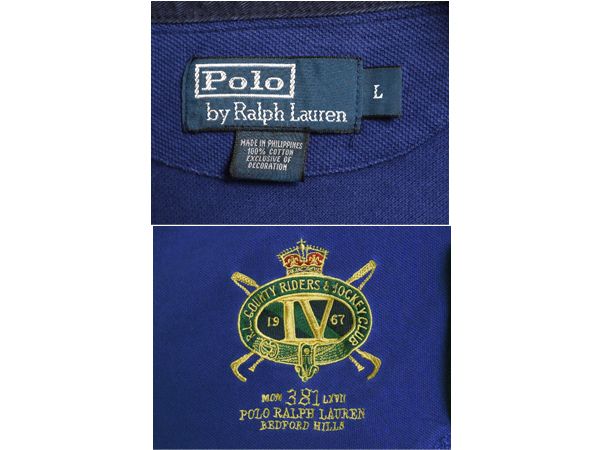 Polo
by Ralph Lauren
L
MADE IN PHILIPPINES
100% COTTON
EXCLUSIVE OF
DECORATION
R.L. COUNTY RIDERS & JOCKEY CLUB
19 IV 67
MCM 381 LXVII
POLO RALPH LAUREN
BEDFORD HILLS